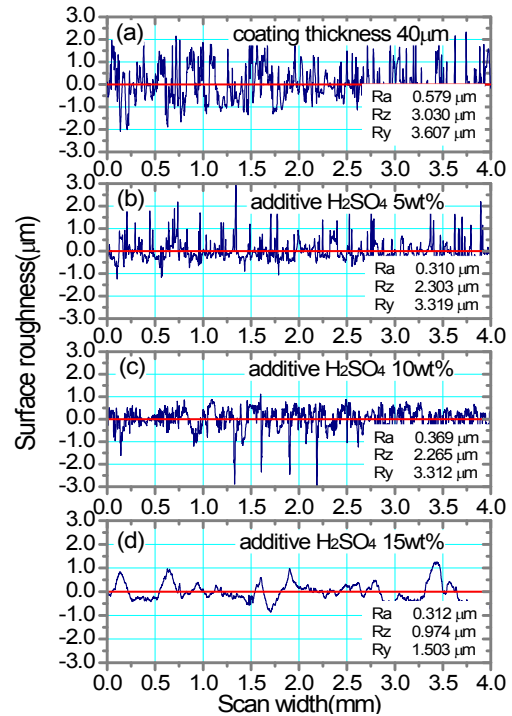 Surface roughness(μm)
(a) coating thickness 40μm
3.0
2.0
1.0
0.0
-1.0
-2.0
3.0
Ra 0.579 μm
Rz 3.030 μm
Ry 3.607 μm
0.0 0.5 1.0 1.5 2.0 2.5 3.0 3.5 4.0
(b) additive H₂SO₄ 5wt%
3.0
2.0
1.0
0.0
-1.0
-2.0
-3.0
Ra 0.310 μm
Rz 2.303 μm
Ry 3.319 μm
0.0 0.5 1.0 1.5 2.0 2.5 3.0 3.5 4.0
(c) additive H₂SO₄ 10wt%
3.0
2.0
1.0
0.0
-1.0
-2.0
-3.0
Ra 0.369 μm
Rz 2.265 μm
Ry 3.312 μm
0.0 0.5 1.0 1.5 2.0 2.5 3.0 3.5 4.0
(d) additive H₂SO₄ 15wt%
3.0
2.0
1.0
0.0
-1.0
-2.0
-3.0
Ra 0.312 μm
Rz 0.974 μm
Ry 1.503 μm
0.0 0.5 1.0 1.5 2.0 2.5 3.0 3.5 4.0
Scan width(mm)